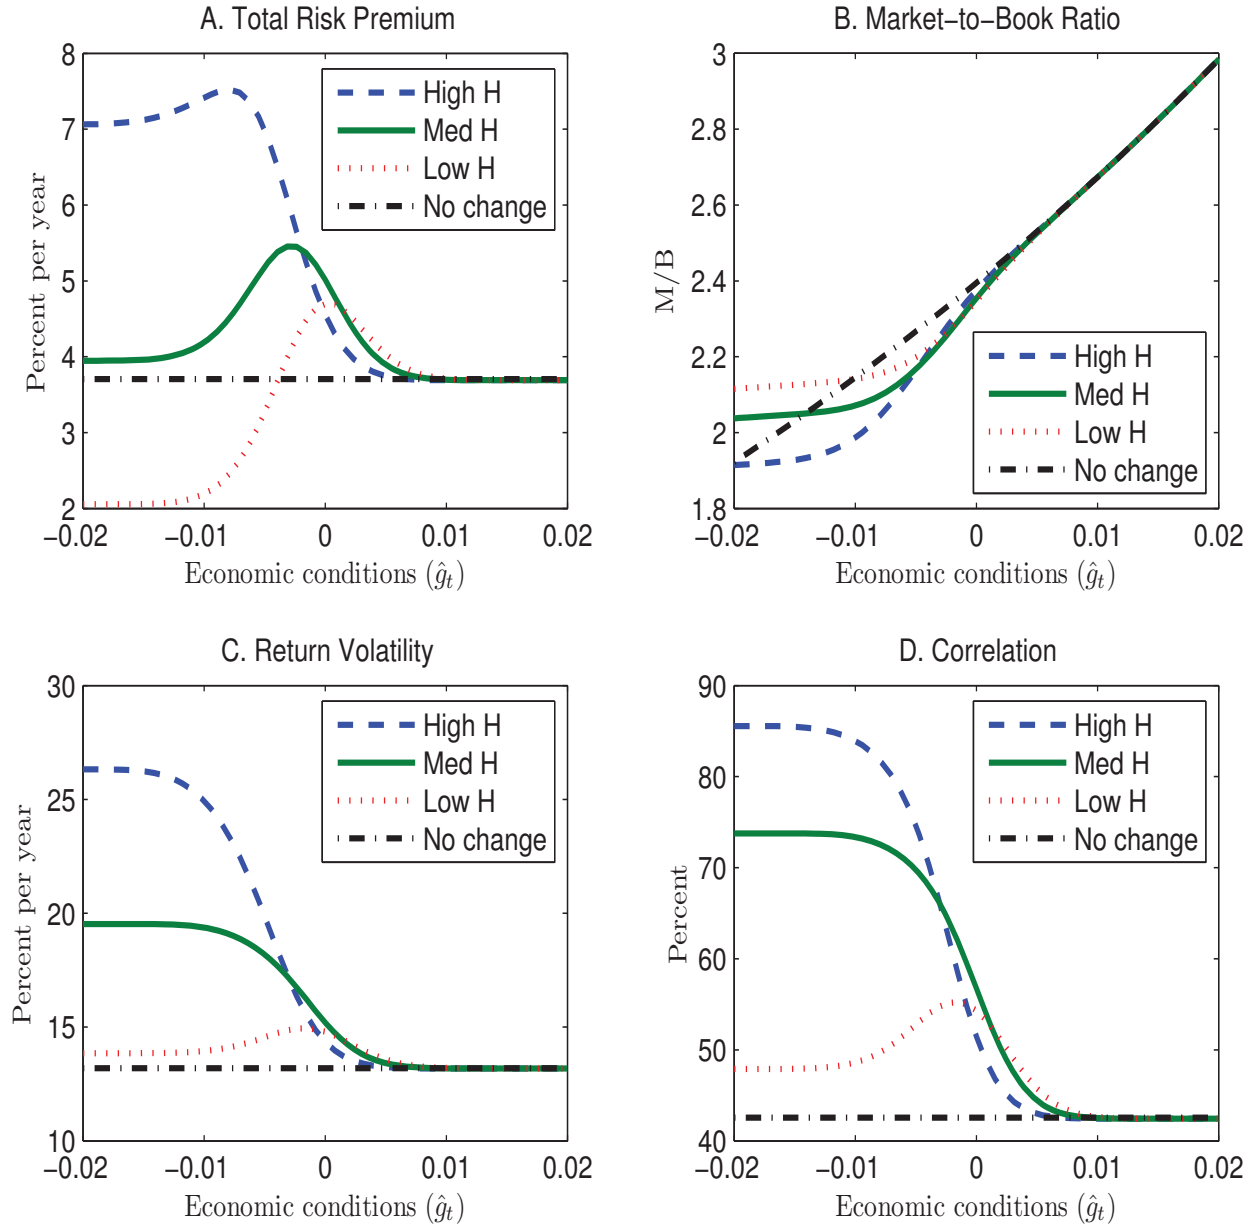 A. Total Risk Premium
8
7
6
5
4
3
2
Percent per year
High H
Med H
Low H
No change
−0.02 −0.01 0 0.01 0.02
Economic conditions (ĝt)
B. Market−to−Book Ratio
3
2.8
2.6
2.4
2.2
2
1.8
M/B
High H
Med H
Low H
No change
−0.02 −0.01 0 0.01 0.02
Economic conditions (ĝt)
C. Return Volatility
30
25
20
15
10
Percent per year
High H
Med H
Low H
No change
−0.02 −0.01 0 0.01 0.02
Economic conditions (ĝt)
D. Correlation
90
80
70
60
50
40
Percent
High H
Med H
Low H
No change
−0.02 −0.01 0 0.01 0.02
Economic conditions (ĝt)